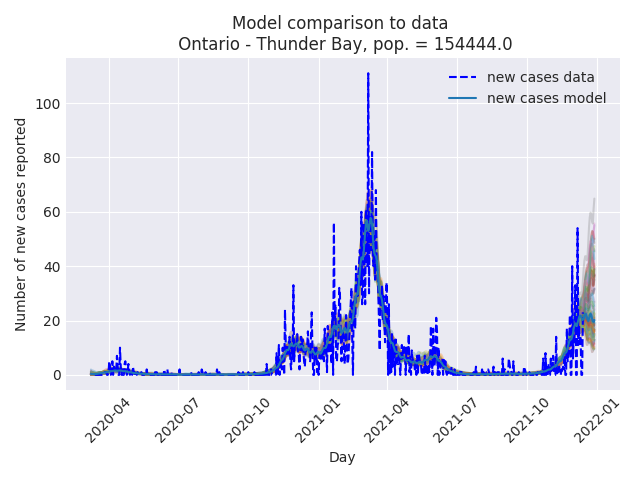 Model comparison to data
Ontario - Thunder Bay, pop. = 154444.0
new cases data
new cases model
Number of new cases reported
100
80
60
40
20
0
2020-04
2020-07
2020-10
2021-01
2021-04
2021-07
2021-10
2022-01
Day